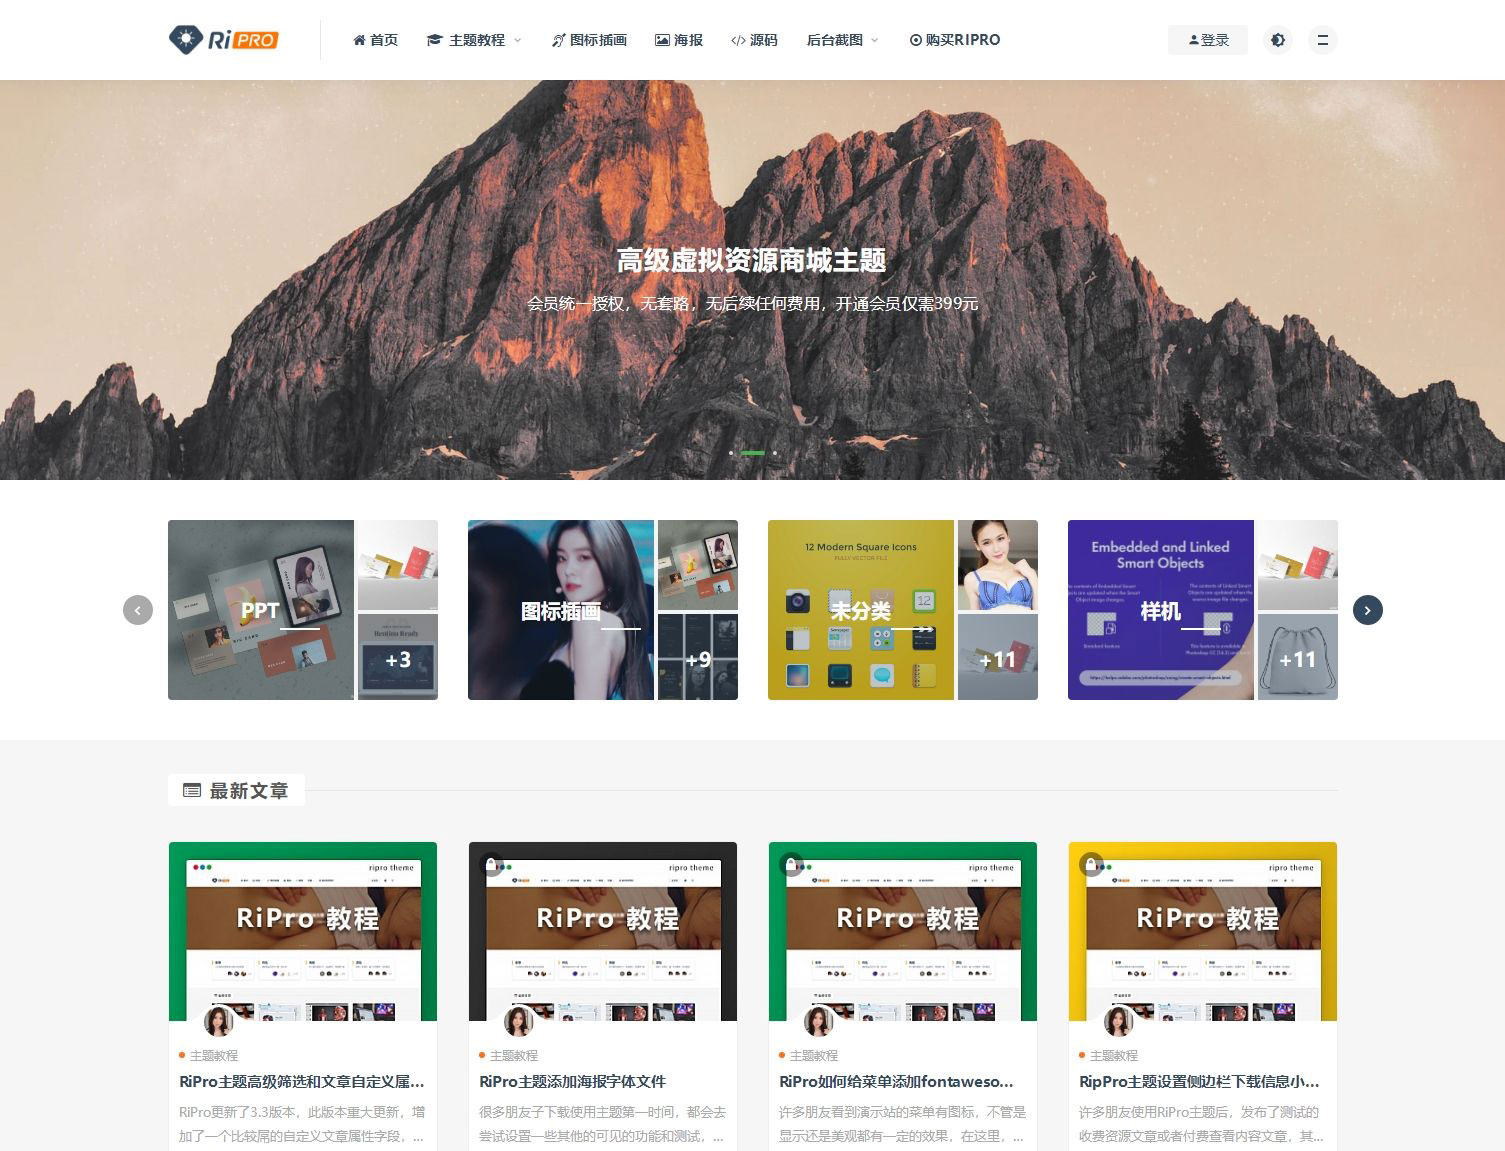 RiPRO
首页
主题教程
图标插画
海报
源码
后台截图
购买RIPRO
登录
高级虚拟资源商城主题
会员统一授权，无套路，无后续任何费用，开通会员仅需399元
PPT
+3
图标插画
+9
12 Modern Square Icons
FULLY VECTOR FILE
12
未分类
+11
Embedded and Linked
Smart Objects
样机
+11
最新文章
ripro theme
RiPro 教程
主题教程
RiPro主题高级筛选和文章自定义属...
RiPro更新了3.3版本，此版本重大更新，增
加了一个比较屌的自定义文章属性字段，...
ripro theme
RiPro 教程
主题教程
RiPro主题添加海报字体文件
很多朋友子下载使用主题第一时间，都会去
尝试设置一些其他的可见的功能和测试，...
ripro theme
RiPro 教程
主题教程
RiPro如何给菜单添加fontaweso...
许多朋友看到演示站的菜单有图标，不管是
显示还是美观都有一定的效果，在这里，...
ripro theme
RiPro 教程
主题教程
RipPro主题设置侧边栏下载信息小...
许多朋友使用RiPro主题后，发布了测试的
收费资源文章或者付费查看内容文章，其...